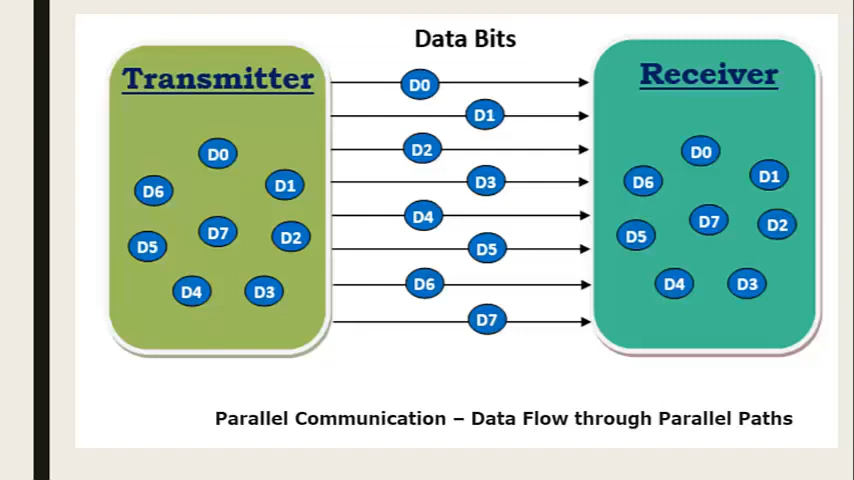 Data Bits
Transmitter
Receiver
D0
D1
D2
D3
D4
D5
D6
D7
D0
D6
D1
D7
D5
D2
D4
D3
D0
D6
D1
D7
D5
D2
D4
D3
Parallel Communication – Data Flow through Parallel Paths